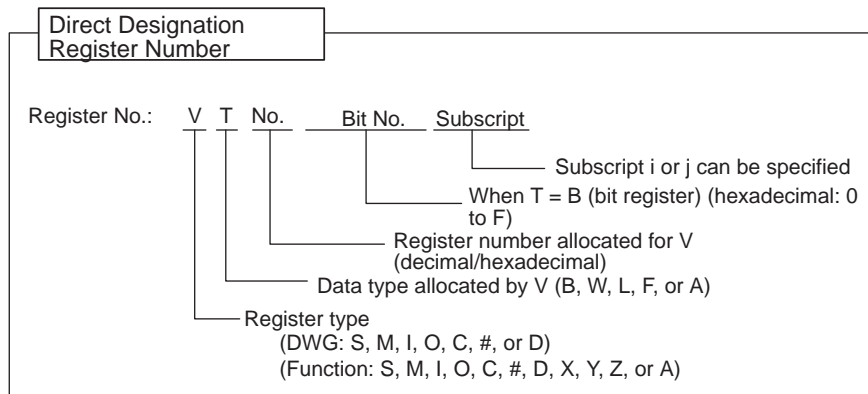 Direct Designation
Register Number
Register No.: V T No. Bit No. Subscript
Subscript i or j can be specified
When T = B (bit register) (hexadecimal: 0
to F)
Register number allocated for V
(decimal/hexadecimal)
Data type allocated by V (B, W, L, F, or A)
Register type
(DWG: S, M, I, O, C, #, or D)
(Function: S, M, I, O, C, #, D, X, Y, Z, or A)